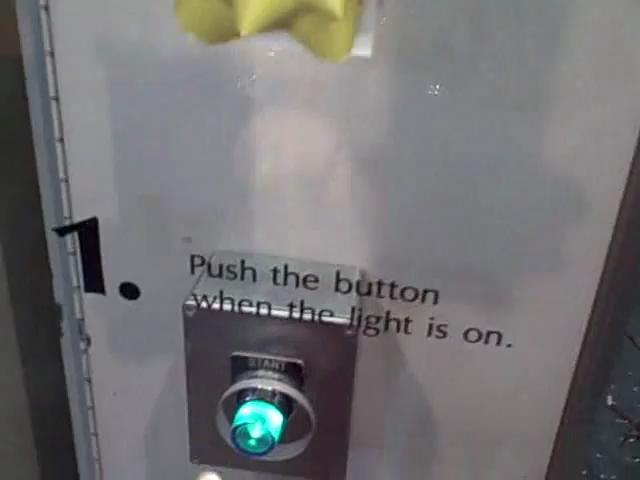 1.
Push the button
when the light is on.
START